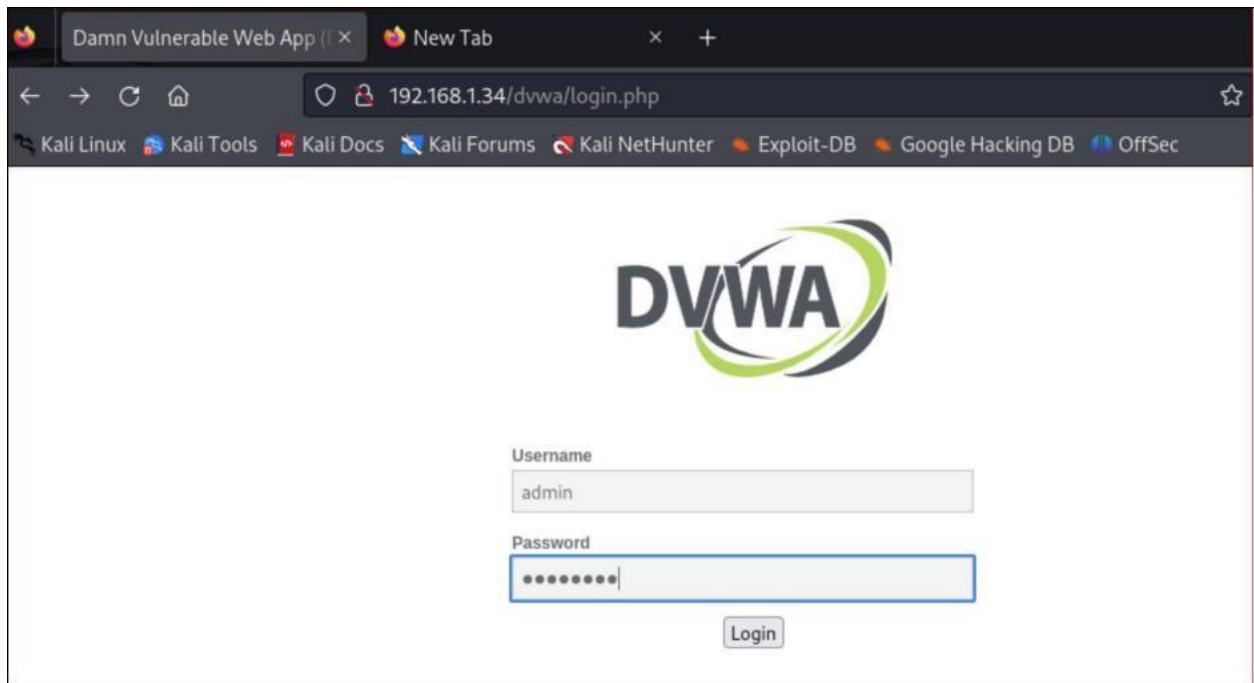 Damn Vulnerable Web App (
New Tab
192.168.1.34/dvwa/login.php
Kali Linux Kali Tools Kali Docs Kali Forums Kali NetHunter Exploit-DB Google Hacking DB OffSec
DVWA
Username
admin
Password
Login